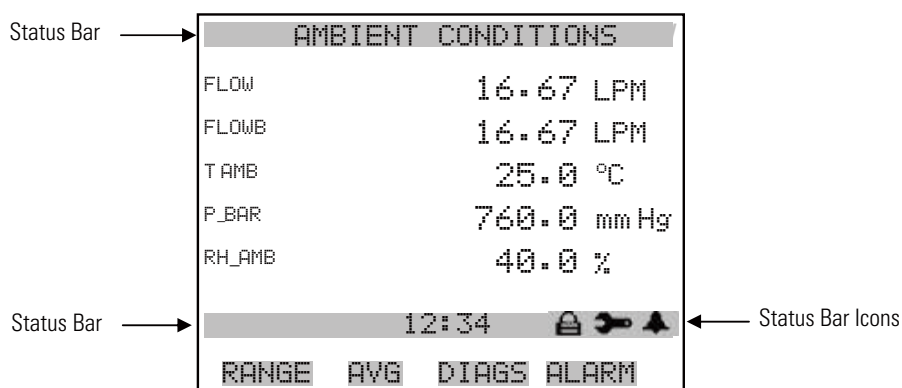 Status Bar
AMBIENT CONDITIONS
FLOW 16.67 LPM
FLOWB 16.67 LPM
T AMB 25.0 °C
P_BAR 760.0 mm Hg
RH_AMB 40.0 %
Status Bar
12:34
Status Bar Icons
RANGE AVG DIAGS ALARM